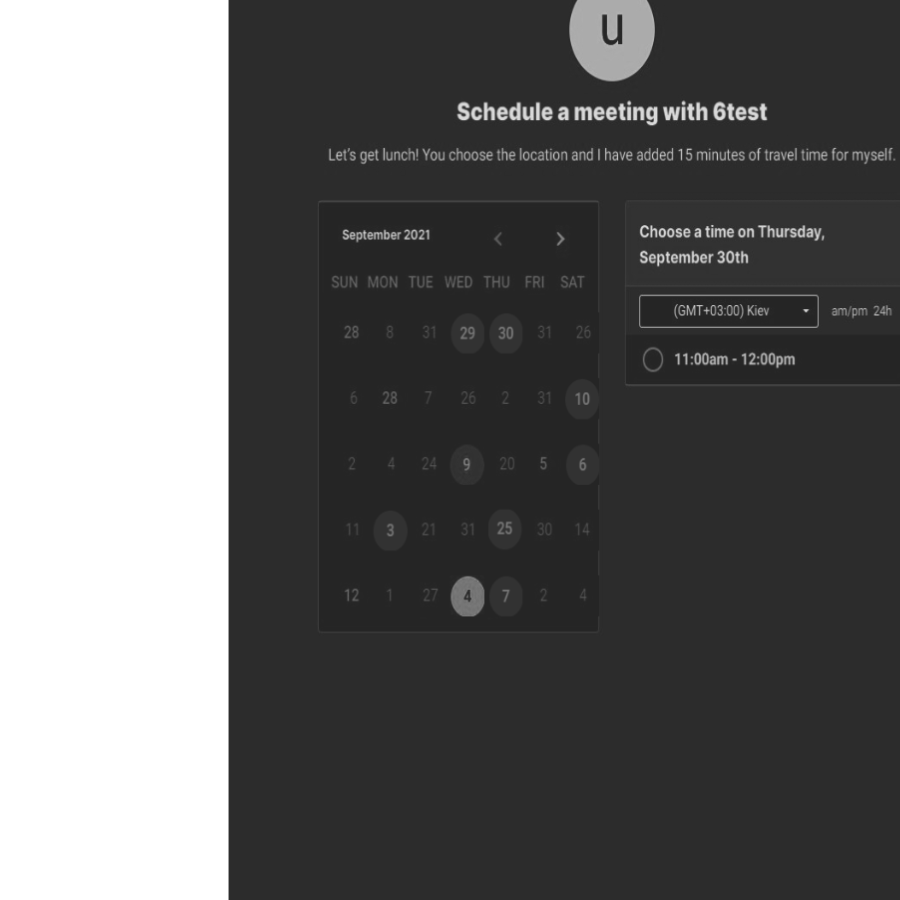 u
Schedule a meeting with 6test
Let's get lunch! You choose the location and I have added 15 minutes of travel time for myself.
September 2021
SUN MON TUE WED THU FRI SAT
28 8 31 29 30 31 26
6 28 7 26 2 31 10
2 4 24 9 20 5 6
11 3 21 31 25 30 14
12 1 27 4 7 2 4
Choose a time on Thursday,
September 30th
(GMT+03:00) Kiev am/pm 24h
11:00am - 12:00pm